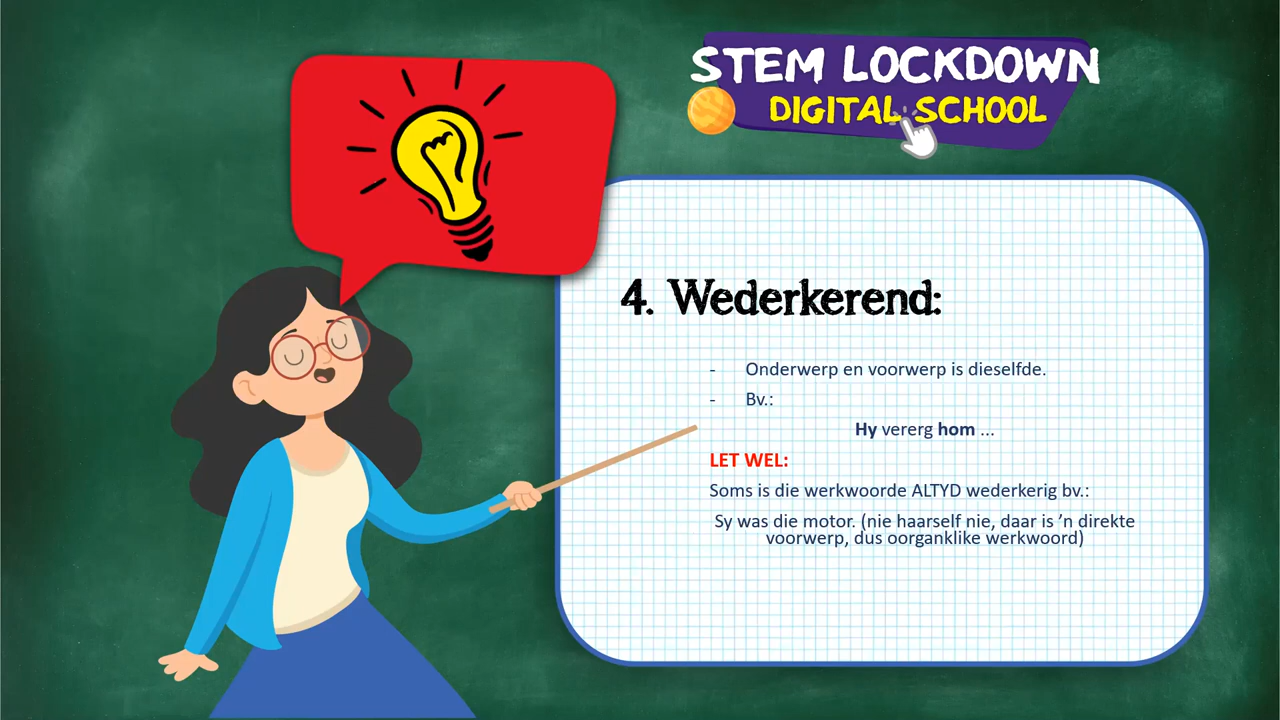 STEM LOCKDOWN
DIGITAL SCHOOL
4. Wederkerend:
- Onderwerp en voorwerp is dieselfde.
- Bv.:
Hy vererg hom ...
LET WEL:
Soms is die werkwoorde ALTYD wederkerig bv.:
Sy was die motor. (nie haarself nie, daar is ’n direkte
voorwerp, dus oorganklike werkwoord)